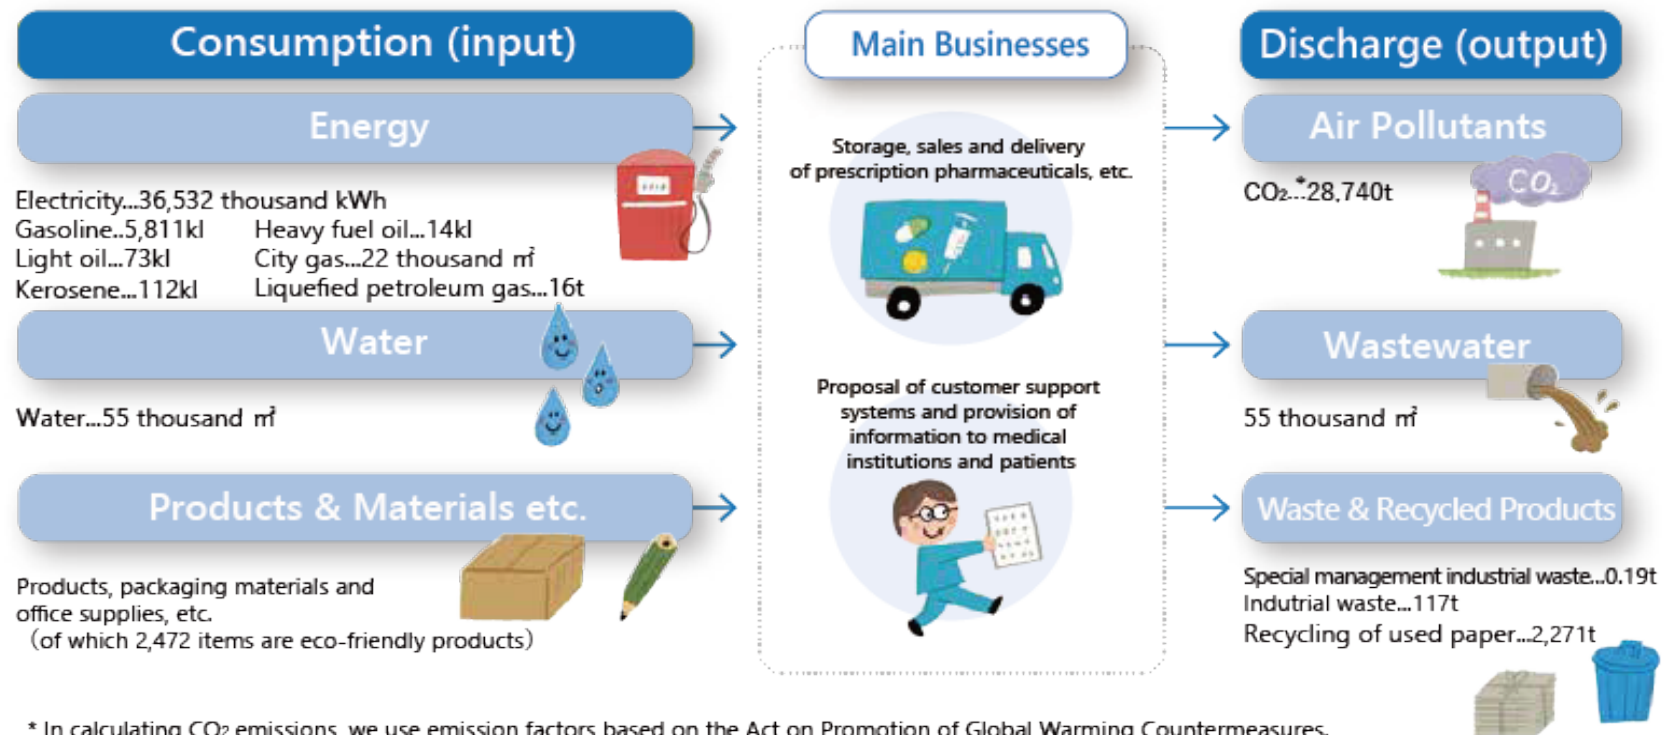 Consumption (input)
Energy
Electricity...36,532 thousand kWh
Gasoline..5,811kl
Heavy fuel oil...14kl
Light oil...73kl
City gas...22 thousand ㎥
Kerosene...112kl
Liquefied petroleum gas...16t
Water
Water...55 thousand ㎥
Products & Materials etc.
Products, packaging materials and
office supplies, etc.
(of which 2,472 items are eco-friendly products)
Main Businesses
Storage, sales and delivery
of prescription pharmaceuticals, etc.
Proposal of customer support
systems and provision of
information to medical
institutions and patients
Discharge (output)
Air Pollutants
CO₂...*28,740t
CO₂
Wastewater
55 thousand ㎥
Waste & Recycled Products
Special management industrial waste...0.19t
Indutrial waste...117t
Recycling of used paper...2,271t
* In calculating CO₂ emissions, we use emission factors based on the Act on Promotion of Global Warming Countermeasures.